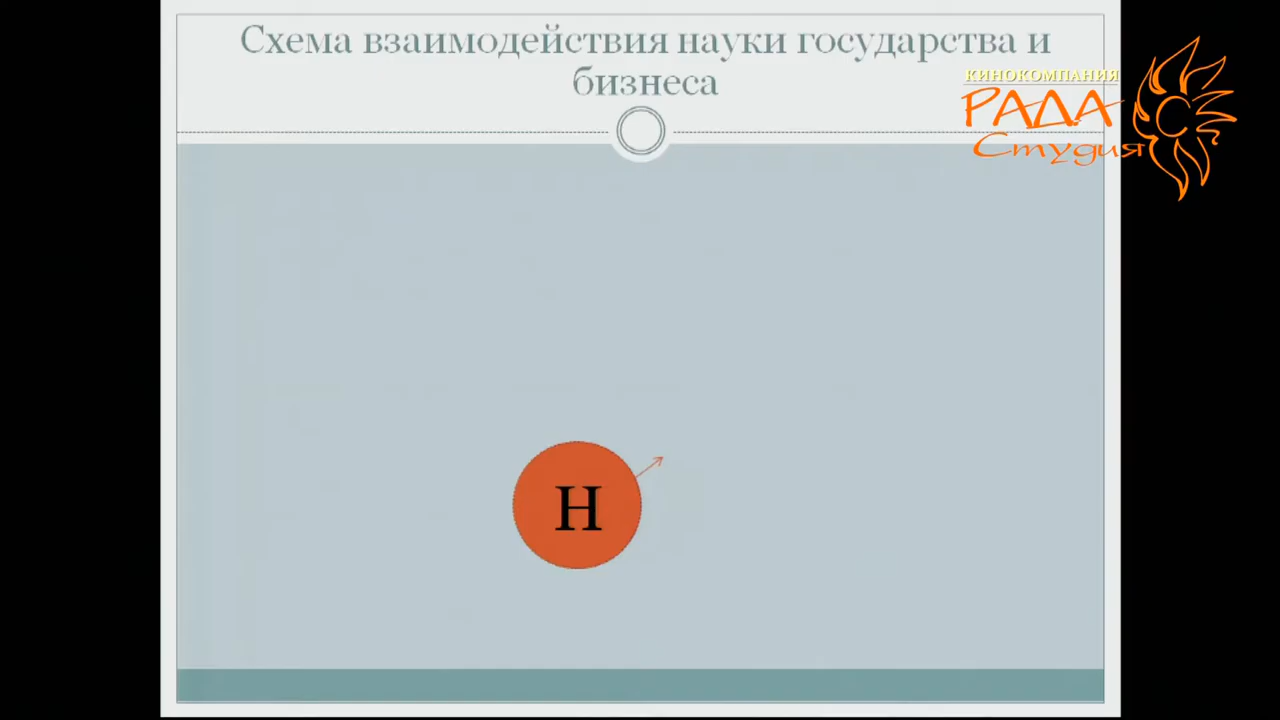 Схема взаимодействия науки государства и
бизнеса
КИНОКОМПАНИЯ
РАДА
Студия
С
Н